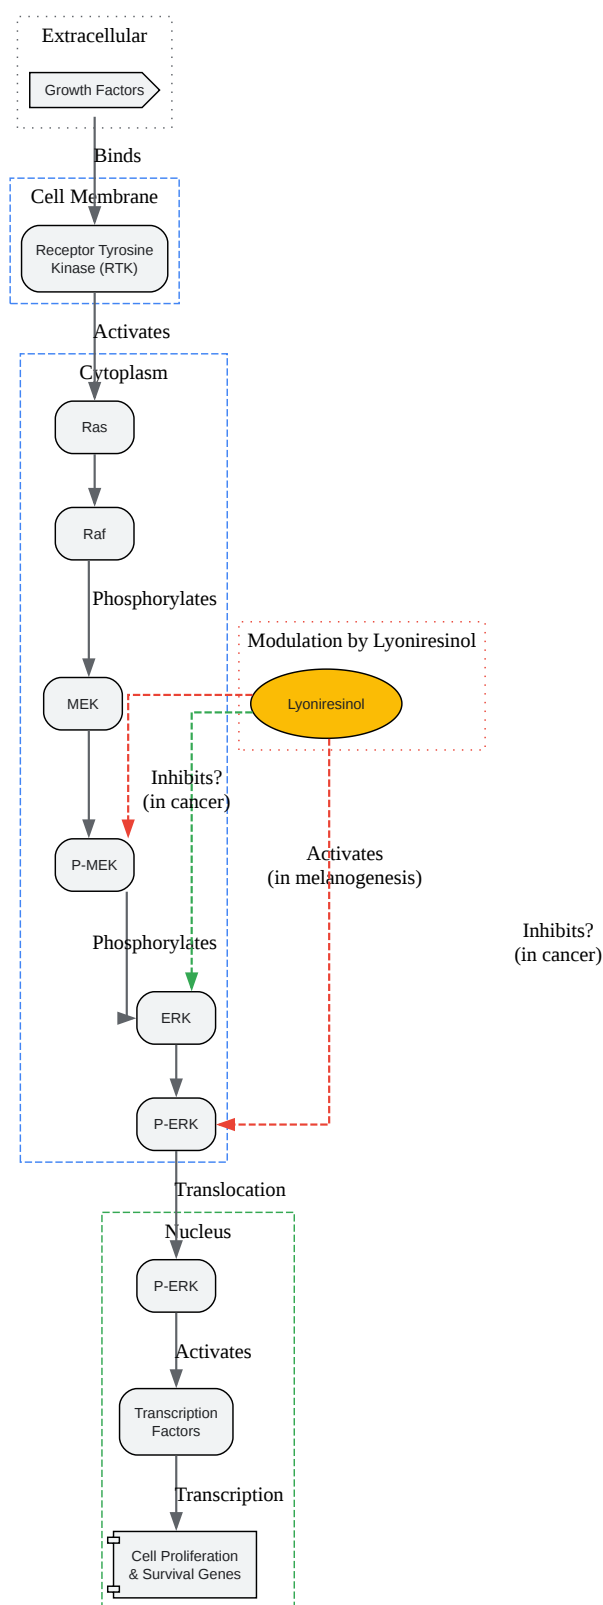 Extracellular
Growth Factors
Binds
Cell Membrane
Receptor Tyrosine
Kinase (RTK)
Activates
Cytoplasm
Ras
Raf
Phosphorylates
Modulation by Lyoniresinol
MEK
Lyoniresinol
Inhibits?
(in cancer)
Activates
(in melanogenesis)
P-MEK
Inhibits?
(in cancer)
Phosphorylates
ERK
P-ERK
Translocation
Nucleus
P-ERK
Activates
Transcription
Factors
Transcription
Cell Proliferation
& Survival Genes